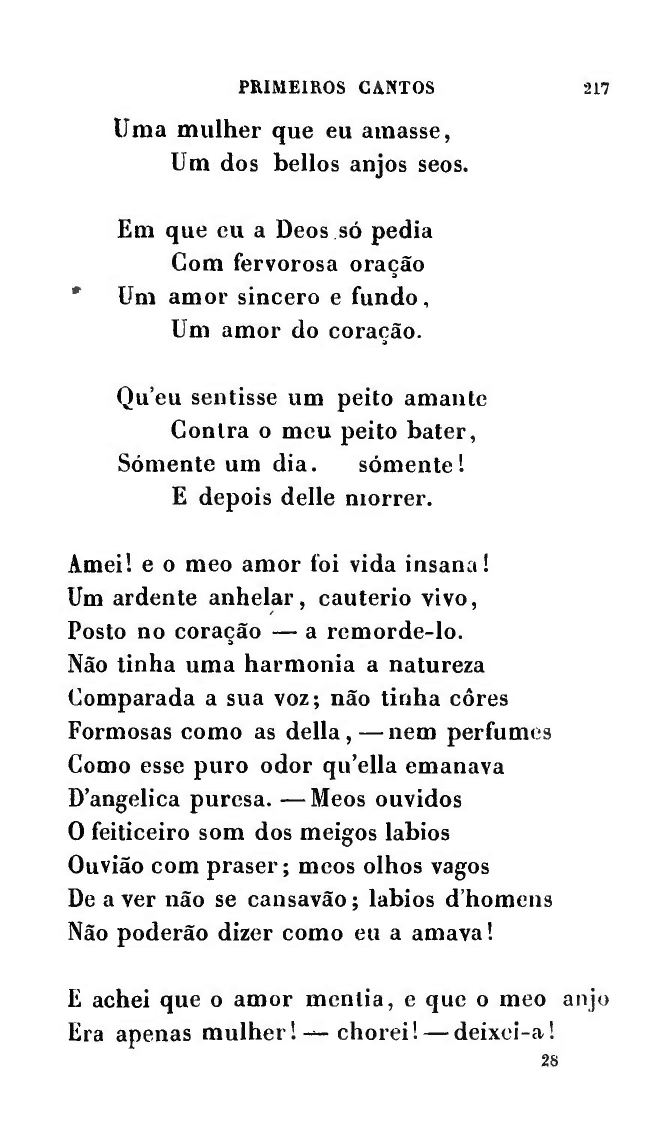 PRIMEIROS CANTOS 217
Uma mulher que eu amasse,
Um dos bellos anjos seos.
Em que eu a Deos só pedia
Com fervorosa oração
Um amor sincero e fundo,
Um amor do coração.
Qu'eu sentisse um peito amante
Contra o meu peito bater,
Sómente um dia. sómente!
E depois delle morrer.
Amei! e o meo amor foi vida insana!
Um ardente anhelar, cauterio vivo,
Posto no coração — a remorde-lo.
Não tinha uma harmonia a natureza
Comparada a sua voz; não tinha côres
Formosas como as della, — nem perfumes
Como esse puro odor qu'ella emanava
D'angelica puresa. — Meos ouvidos
O feiticeiro som dos meigos labios
Ouvião com praser; meos olhos vagos
De a ver não se cansavão; labios d'homens
Não poderão dizer como eu a amava!
E achei que o amor mentia, e que o meo anjo
Era apenas mulher! — chorei! — deixei-a!
28